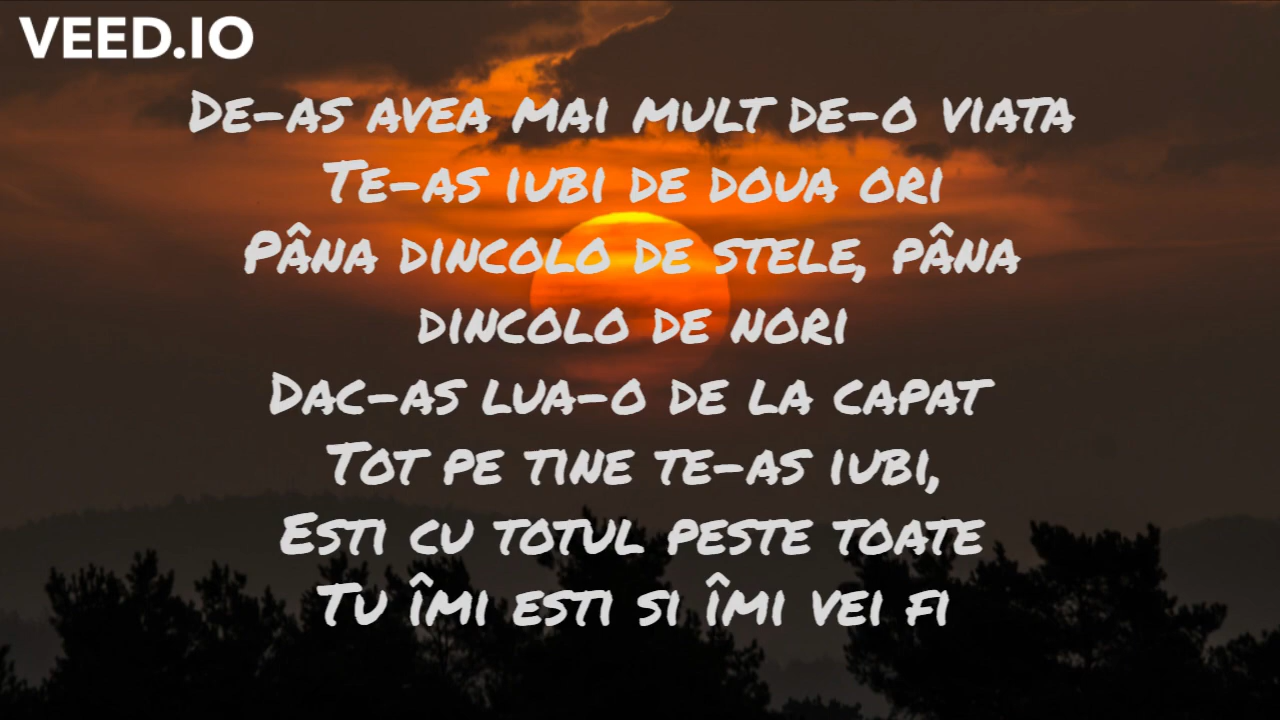 VEED.IO
De-as avea mai mult de-o viata
Te-as iubi de doua ori
Pâna dincolo de stele, pâna
dincolo de nori
Dac-as lua-o de la capat
Tot pe tine te-as iubi,
Esti cu totul peste toate
Tu îmi esti si îmi vei fi